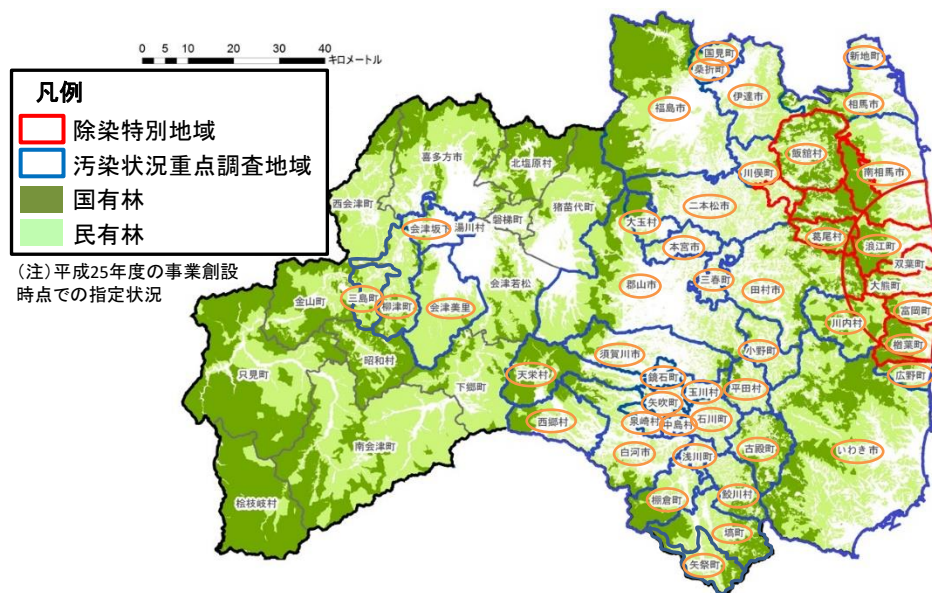 0 5 10 20 30 40
キロメートル
凡例
除染特別地域
汚染状況重点調査地域
国有林
民有林
(注)平成25年度の事業創設
時点での指定状況
国見町
桑折町
新地町
伊達市
相馬市
福島市
飯舘村
川俣町
南相馬市
喜多方市
北塩原村
西会津町
猪苗代町
磐梯町
会津坂下
湯川村
二本松市
大玉村
本宮市
葛尾村
浪江町
双葉町
大熊町
三春町
郡山市
田村市
会津若松
金山町
三島町
柳津町
会津美里
富岡町
川内村
楢葉町
小野町
広野町
昭和村
須賀川市
只見町
下郷町
天栄村
鏡石町
玉川村
平田村
矢吹町
西郷村
泉崎村
中島村
石川町
南会津町
白河市
浅川町
古殿町
いわき市
檜枝岐村
棚倉町
鮫川村
塙町
矢祭町